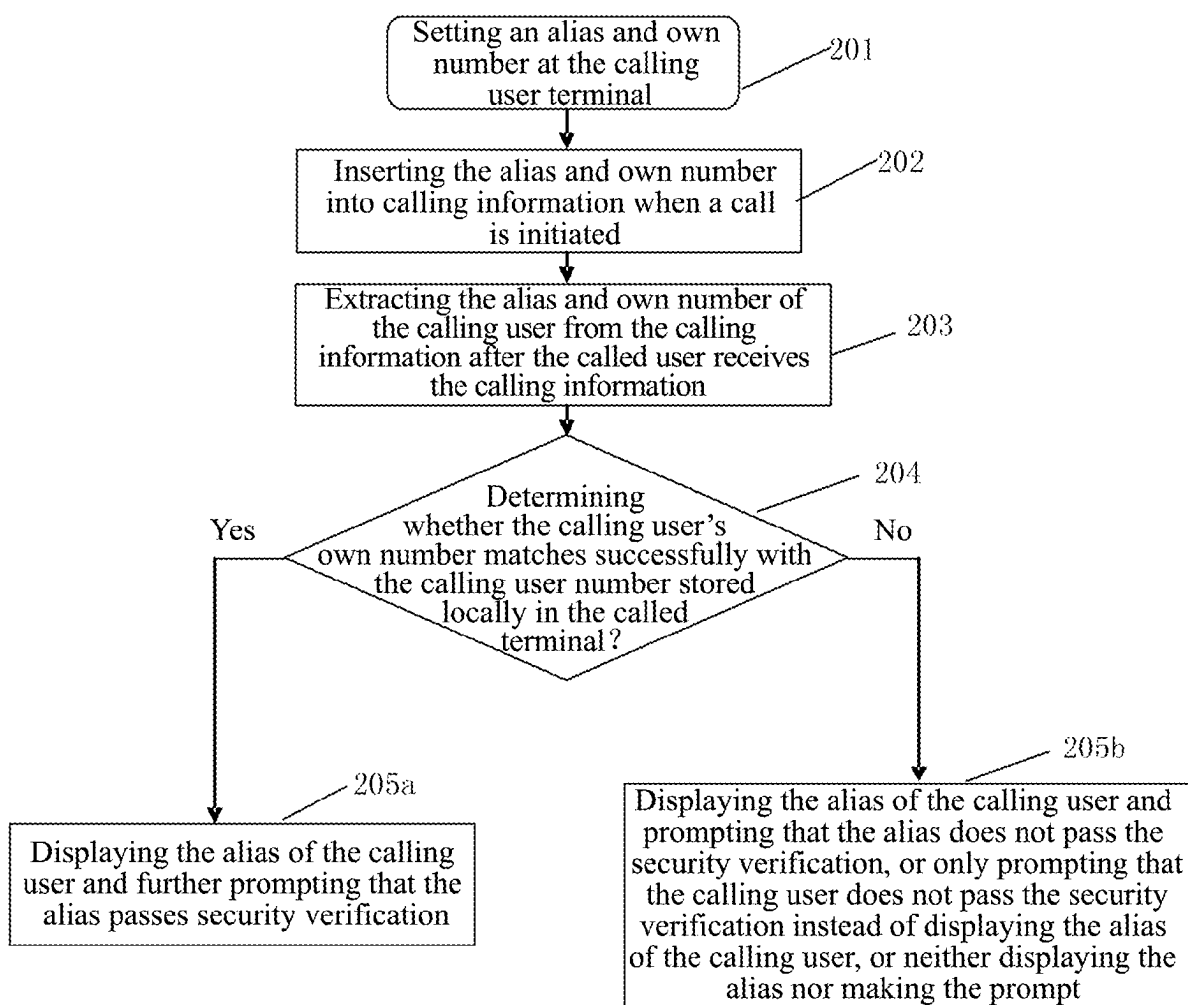 Setting an alias and own
number at the calling
user terminal
201
Inserting the alias and own number
into calling information when a call
is initiated
202
Extracting the alias and own number of
the calling user from the calling
information after the called user receives
the calling information
203
204
Determining
whether the calling user's
own number matches successfully with
the calling user number stored
locally in the called
terminal?
Yes
No
205a
Displaying the alias of the calling
user and further prompting that the
alias passes security verification
205b
Displaying the alias of the calling user and
prompting that the alias does not pass the
security verification, or only prompting that
the calling user does not pass the security
verification instead of displaying the alias
of the calling user, or neither displaying the
alias nor making the prompt